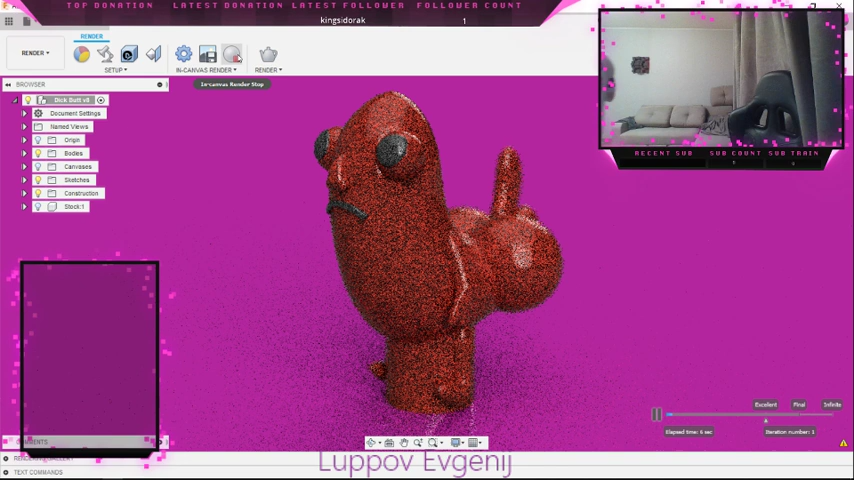 TOP DONATION LATEST DONATION LATEST FOLLOWER FOLLOWER COUNT
kingsidorak 1
RENDER
RENDER
SETUP IN-CANVAS RENDER RENDER
In-canvas Render Stop
BROWSER
Dick Butt v8
Document Settings
Named Views
Origin
Bodies
Canvases
Sketches
Construction
Stock:1
RECENT SUB SUB COUNT SUB TRAIN
Excellent Final Infinite
Elapsed time: 6 sec Iteration number: 3
COMMENTS
TEXT COMMANDS
Luppov Evgenij